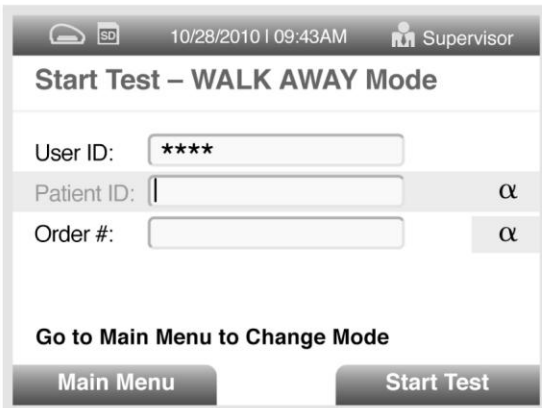 SD 10/28/2010 | 09:43AM Supervisor
Start Test – WALK AWAY Mode
User ID: ****
Patient ID: α
Order #: α
Go to Main Menu to Change Mode
Main Menu Start Test